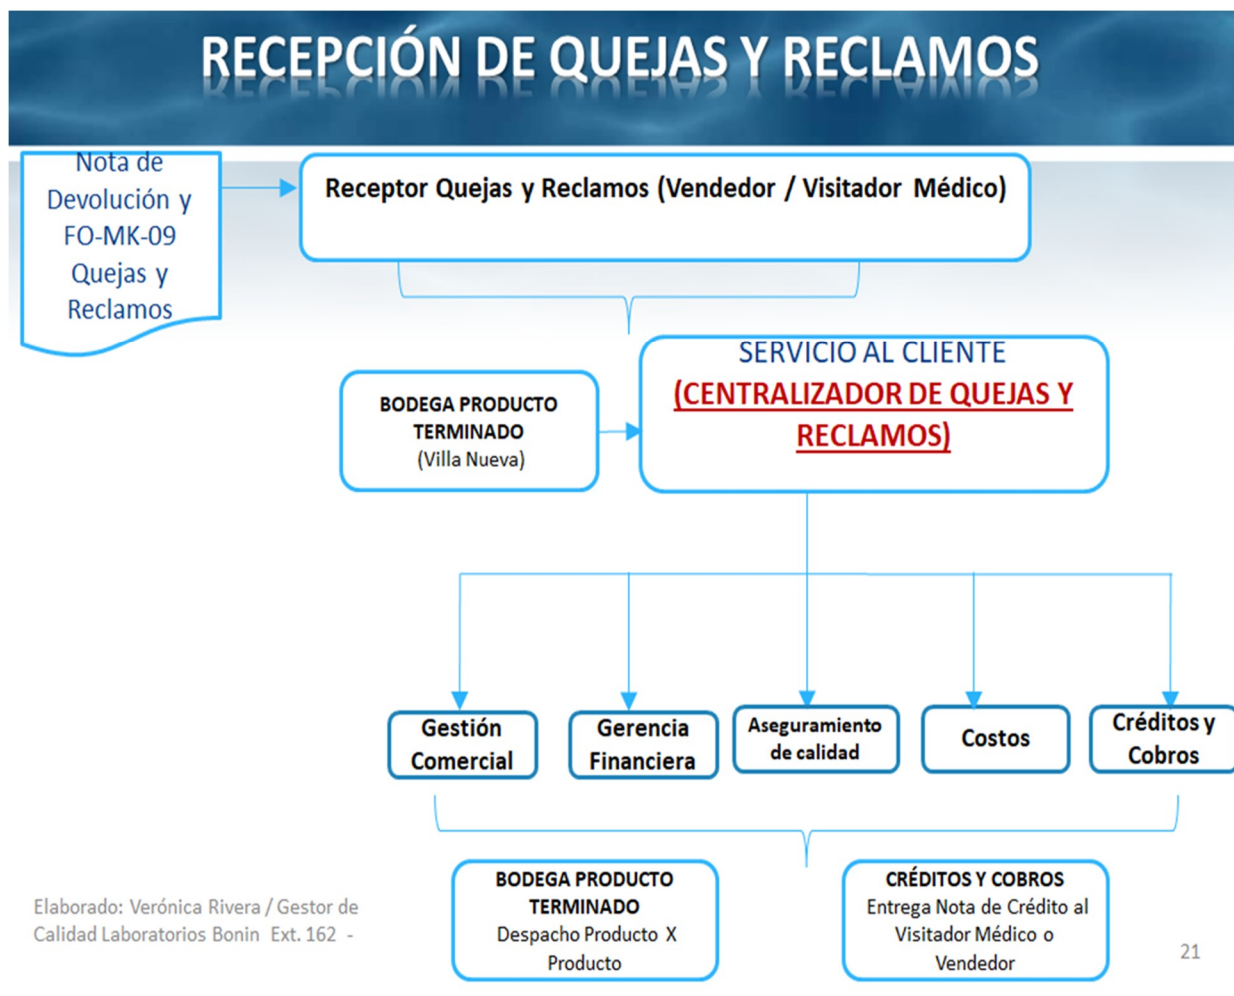 RECEPCIÓN DE QUEJAS Y RECLAMOS
Nota de
Devolución y
FO-MK-09
Quejas y
Reclamos
Receptor Quejas y Reclamos (Vendedor / Visitador Médico)
SERVICIO AL CLIENTE
(CENTRALIZADOR DE QUEJAS Y
RECLAMOS)
BODEGA PRODUCTO
TERMINADO
(Villa Nueva)
Gestión
Comercial
Gerencia
Financiera
Aseguramiento
de calidad
Costos
Créditos y
Cobros
BODEGA PRODUCTO
TERMINADO
Despacho Producto X
Producto
CRÉDITOS Y COBROS
Entrega Nota de Crédito al
Visitador Médico o
Vendedor
Elaborado: Verónica Rivera / Gestor de
Calidad Laboratorios Bonin Ext. 162 -
21